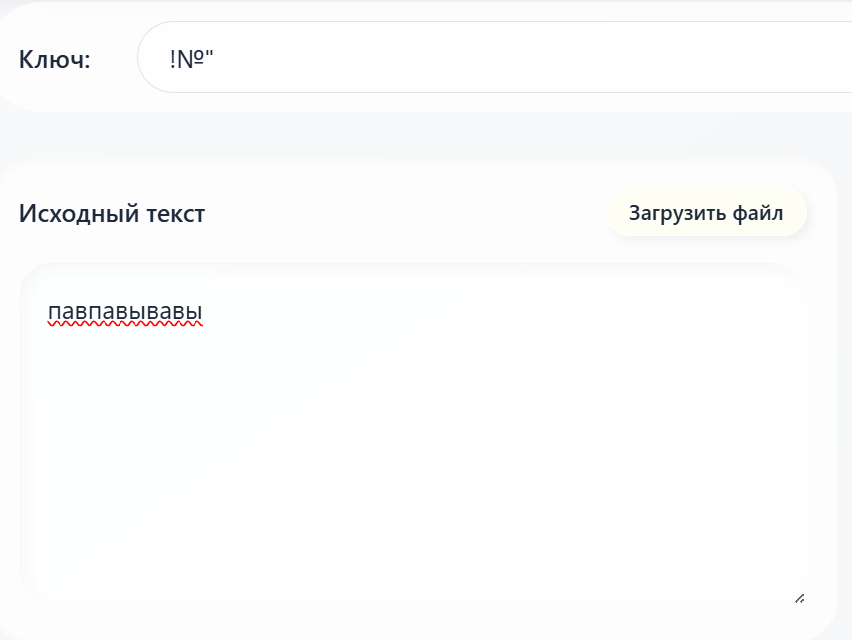 Ключ:
!№"
Исходный текст
Загрузить файл
павпавывавы